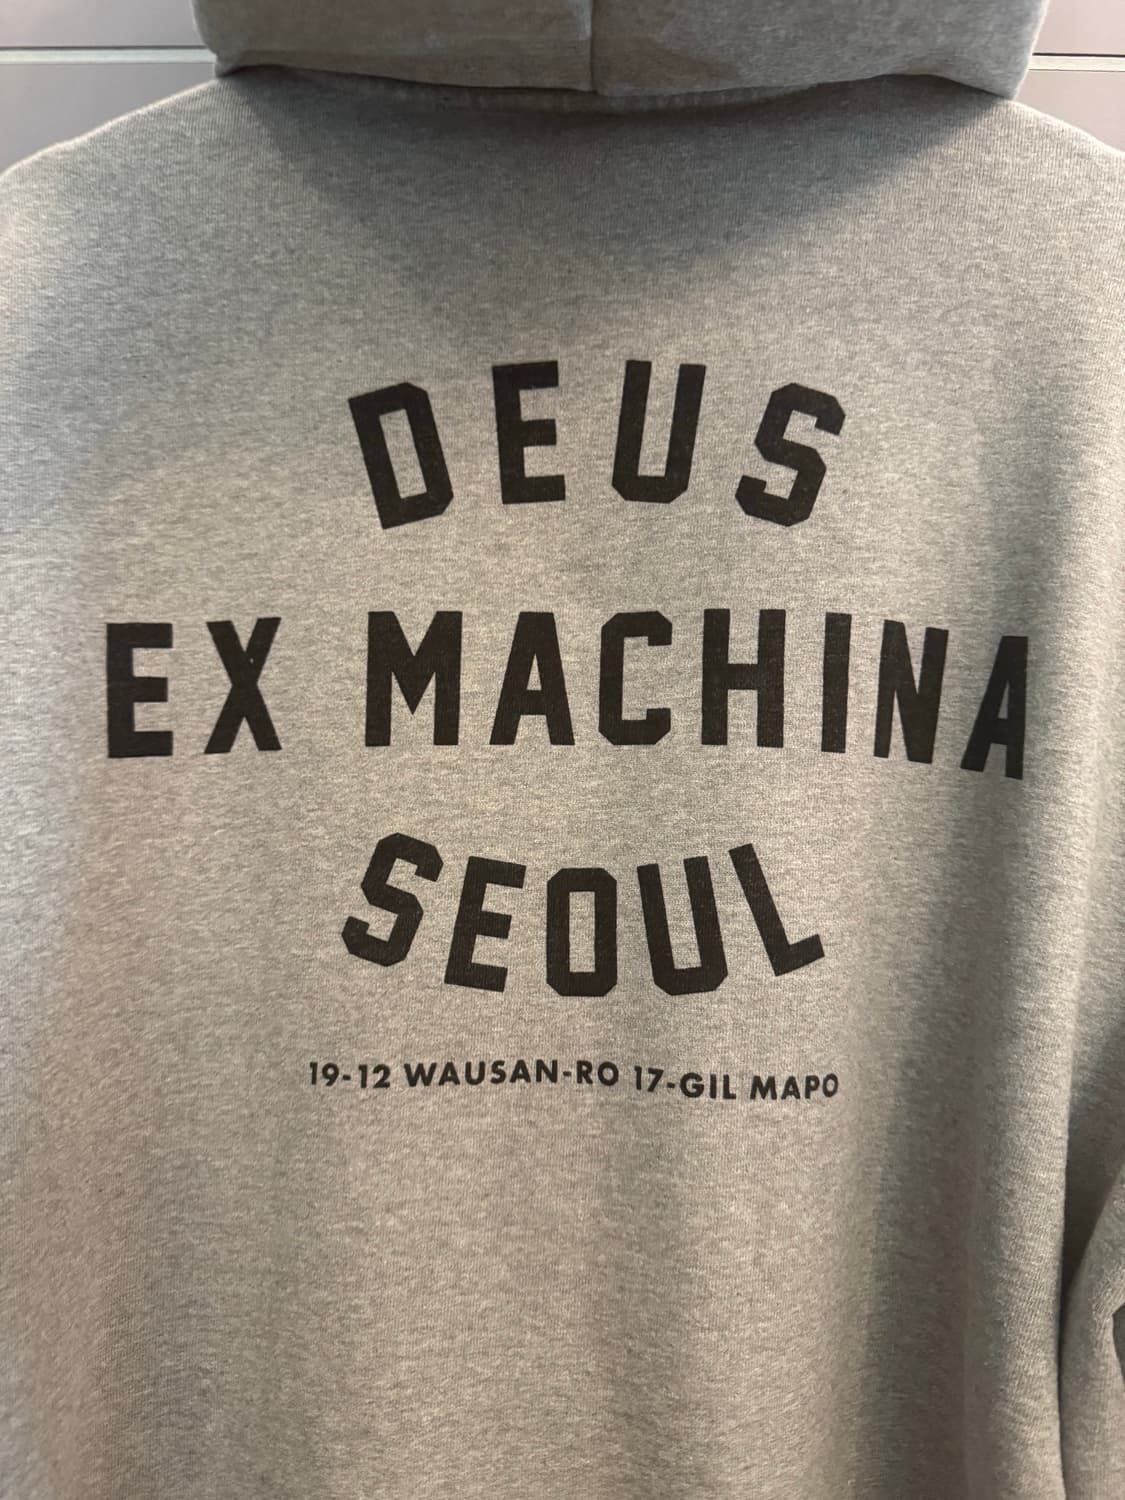 DEUS
EX MACHINA
SEOUL
19-12 WAUSAN-RO 17-GIL MAPO